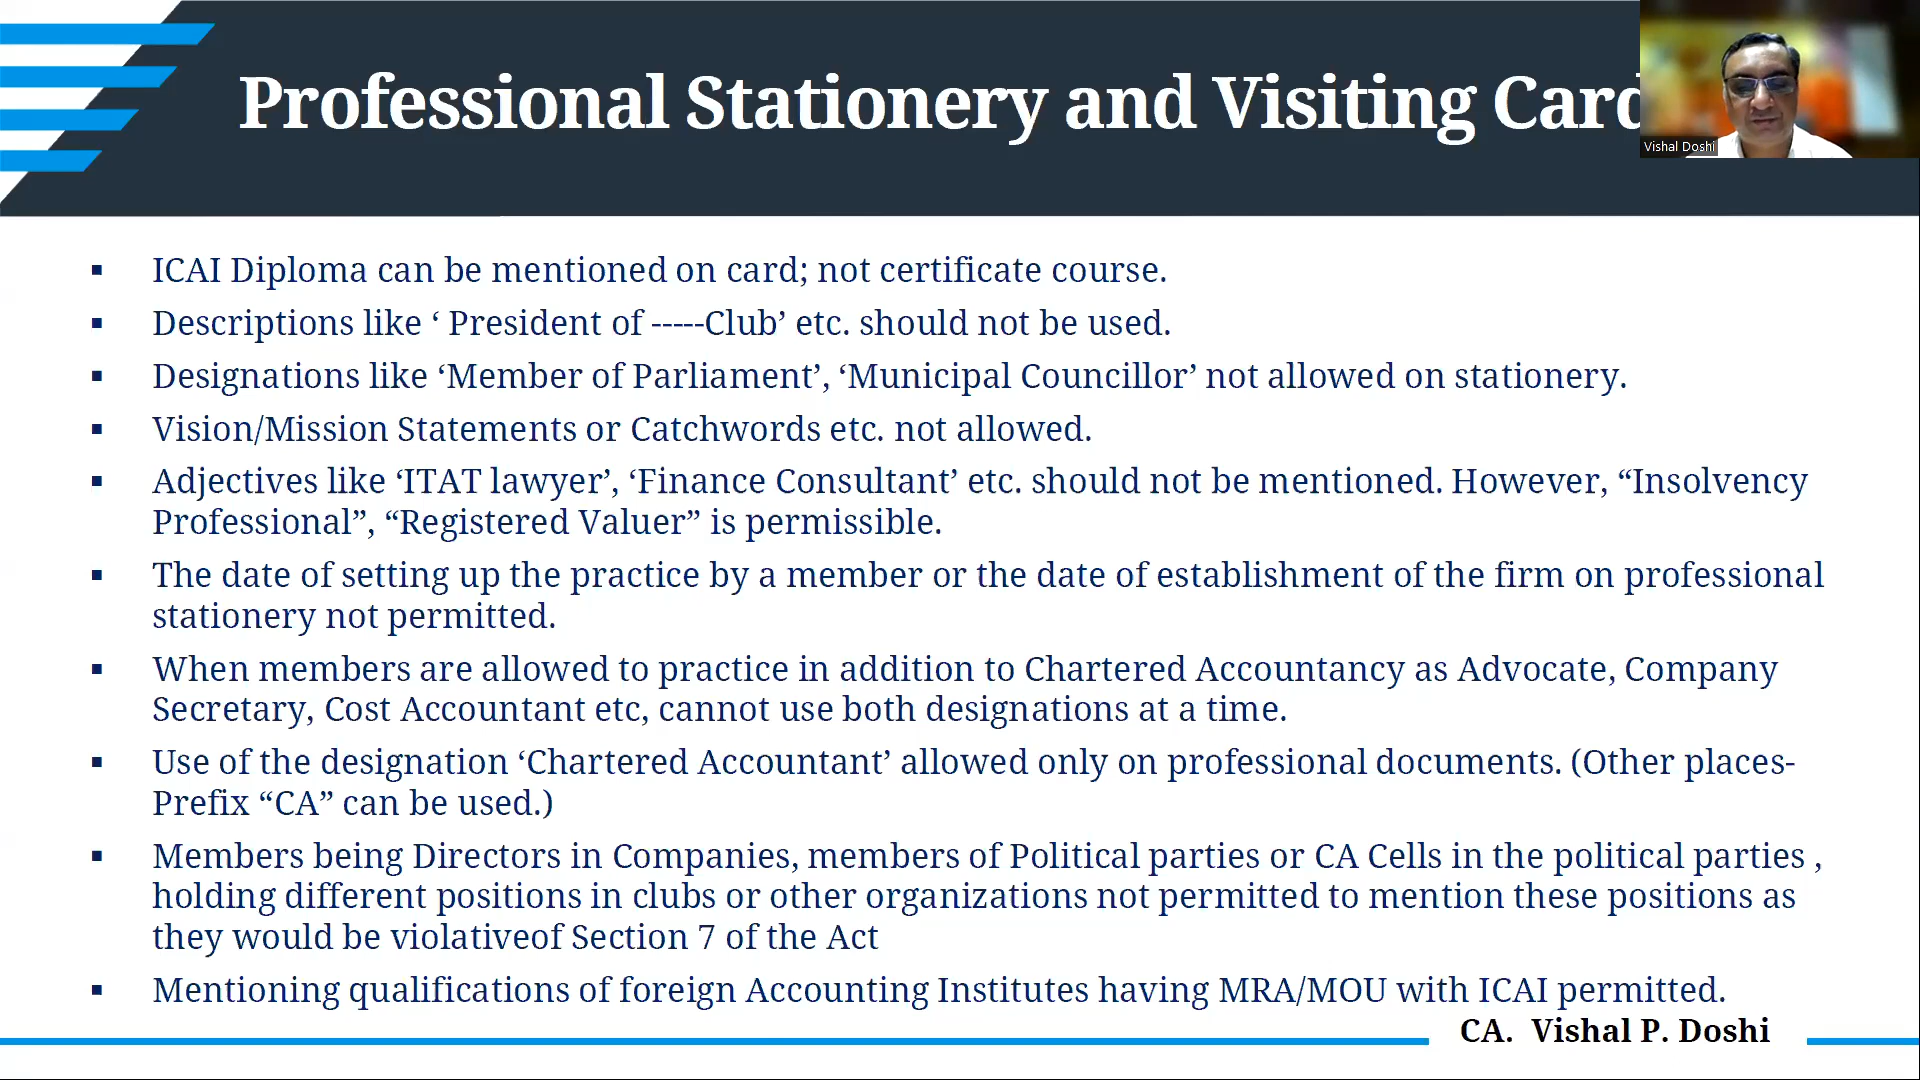 Professional Stationery and Visiting Card
Vishal Doshi
▪ ICAI Diploma can be mentioned on card; not certificate course.
▪ Descriptions like ‘ President of -----Club’ etc. should not be used.
▪ Designations like ‘Member of Parliament’, ‘Municipal Councillor’ not allowed on stationery.
▪ Vision/Mission Statements or Catchwords etc. not allowed.
▪ Adjectives like ‘ITAT lawyer’, ‘Finance Consultant’ etc. should not be mentioned. However, “Insolvency
Professional”, “Registered Valuer” is permissible.
▪ The date of setting up the practice by a member or the date of establishment of the firm on professional
stationery not permitted.
▪ When members are allowed to practice in addition to Chartered Accountancy as Advocate, Company
Secretary, Cost Accountant etc, cannot use both designations at a time.
▪ Use of the designation ‘Chartered Accountant’ allowed only on professional documents. (Other places-
Prefix “CA” can be used.)
▪ Members being Directors in Companies, members of Political parties or CA Cells in the political parties ,
holding different positions in clubs or other organizations not permitted to mention these positions as
they would be violativeof Section 7 of the Act
▪ Mentioning qualifications of foreign Accounting Institutes having MRA/MOU with ICAI permitted.
CA. Vishal P. Doshi